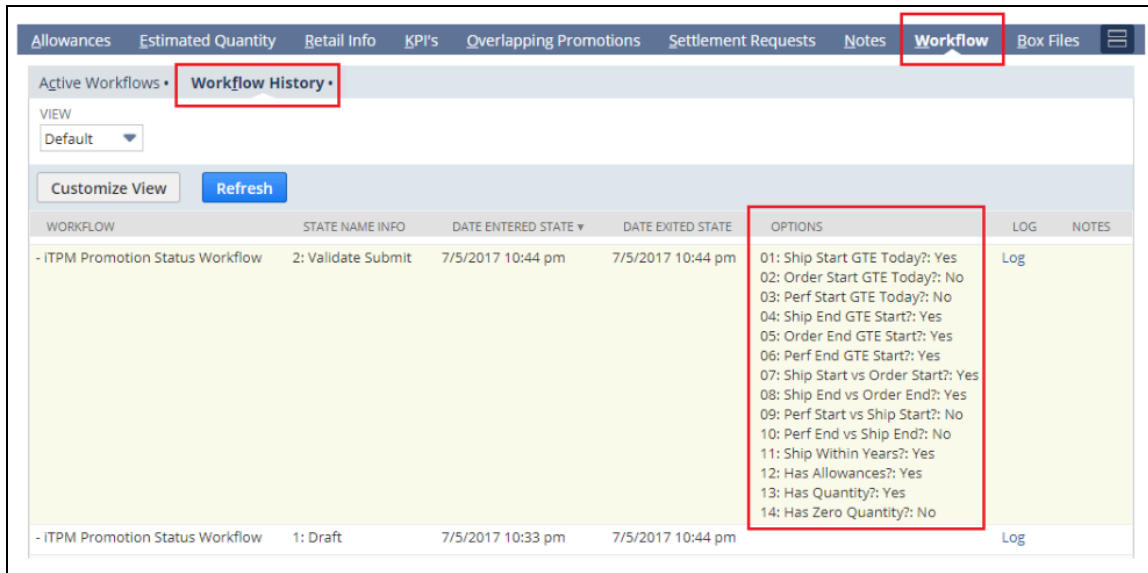 Allowances Estimated Quantity Retail Info KPI's Overlapping Promotions Settlement Requests Notes Workflow Box Files
Active Workflows • Workflow History •
VIEW
Default
Customize View Refresh
WORKFLOW STATE NAME INFO DATE ENTERED STATE ▼ DATE EXITED STATE OPTIONS LOG NOTES
- iTPM Promotion Status Workflow 2: Validate Submit 7/5/2017 10:44 pm 7/5/2017 10:44 pm 01: Ship Start GTE Today?: Yes Log
02: Order Start GTE Today?: No
03: Perf Start GTE Today?: No
04: Ship End GTE Start?: Yes
05: Order End GTE Start?: Yes
06: Perf End GTE Start?: Yes
07: Ship Start vs Order Start?: Yes
08: Ship End vs Order End?: Yes
09: Perf Start vs Ship Start?: No
10: Perf End vs Ship End?: No
11: Ship Within Years?: Yes
12: Has Allowances?: Yes
13: Has Quantity?: Yes
14: Has Zero Quantity?: No
- iTPM Promotion Status Workflow 1: Draft 7/5/2017 10:33 pm 7/5/2017 10:44 pm Log